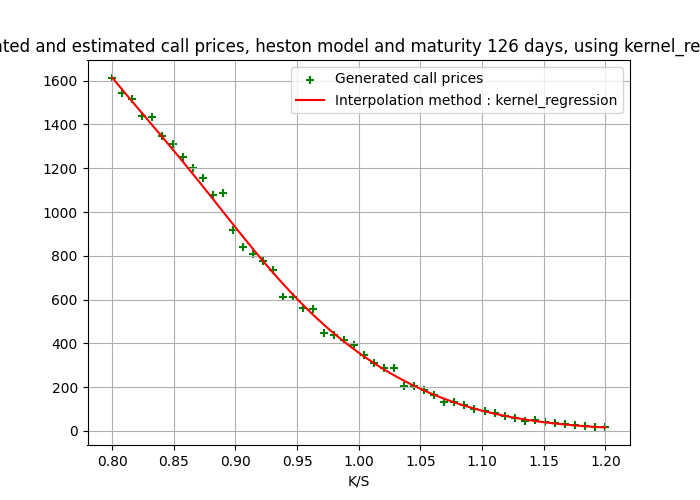 and estimated call prices, heston model and maturity 126 days, using
Generated call prices
Interpolation method : kernel_regression
1600
1400
1200
1000
800
600
400
200
0
0.80 0.85 0.90 0.95 1.00 1.05 1.10 1.15 1.20
K/S